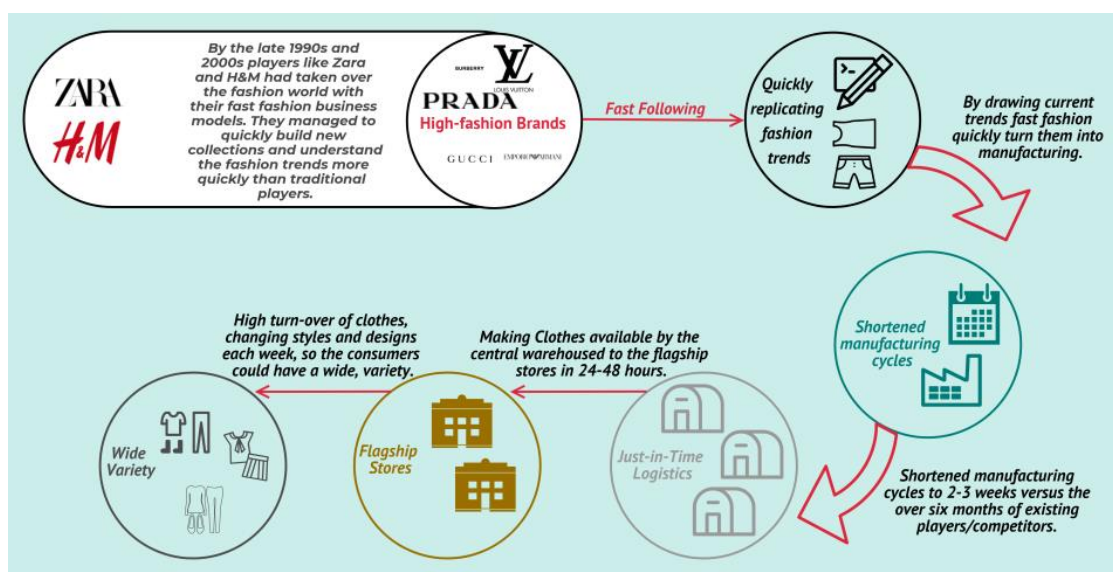 ZARA
H&M
By the late 1990s and
2000s players like Zara
and H&M had taken over
the fashion world with
their fast fashion business
models. They managed to
quickly build new
collections and understand
the fashion trends more
quickly than traditional
players.
BURBERRY
LV
LOUIS VUITTON
PRADA
High-fashion Brands
GUCCI
EMPORIO ARMANI
Fast Following
Quickly
replicating
fashion
trends
By drawing current
trends fast fashion
quickly turn them into
manufacturing.
Shortened
manufacturing
cycles
Shortened manufacturing
cycles to 2-3 weeks versus the
over six months of existing
players/competitors.
Just-in-Time
Logistics
Making Clothes available by the
central warehoused to the flagship
stores in 24-48 hours.
Flagship
Stores
High turn-over of clothes,
changing styles and designs
each week, so the consumers
could have a wide, variety.
Wide
Variety